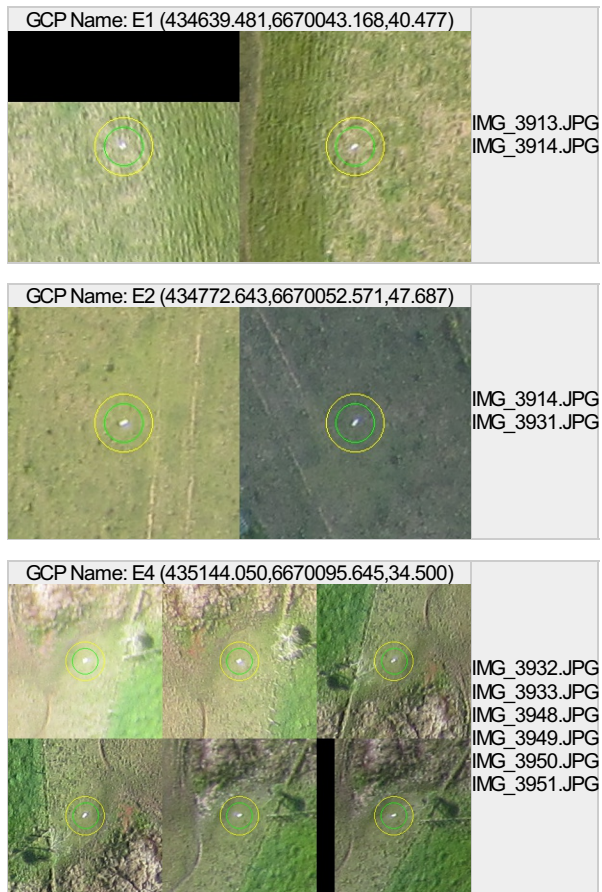 GCP Name: E1 (434639.481,6670043.168,40.477)
IMG_3913.JPG
IMG_3914.JPG
GCP Name: E2 (434772.643,6670052.571,47.687)
IMG_3914.JPG
IMG_3931.JPG
GCP Name: E4 (435144.050,6670095.645,34.500)
IMG_3932.JPG
IMG_3933.JPG
IMG_3948.JPG
IMG_3949.JPG
IMG_3950.JPG
IMG_3951.JPG